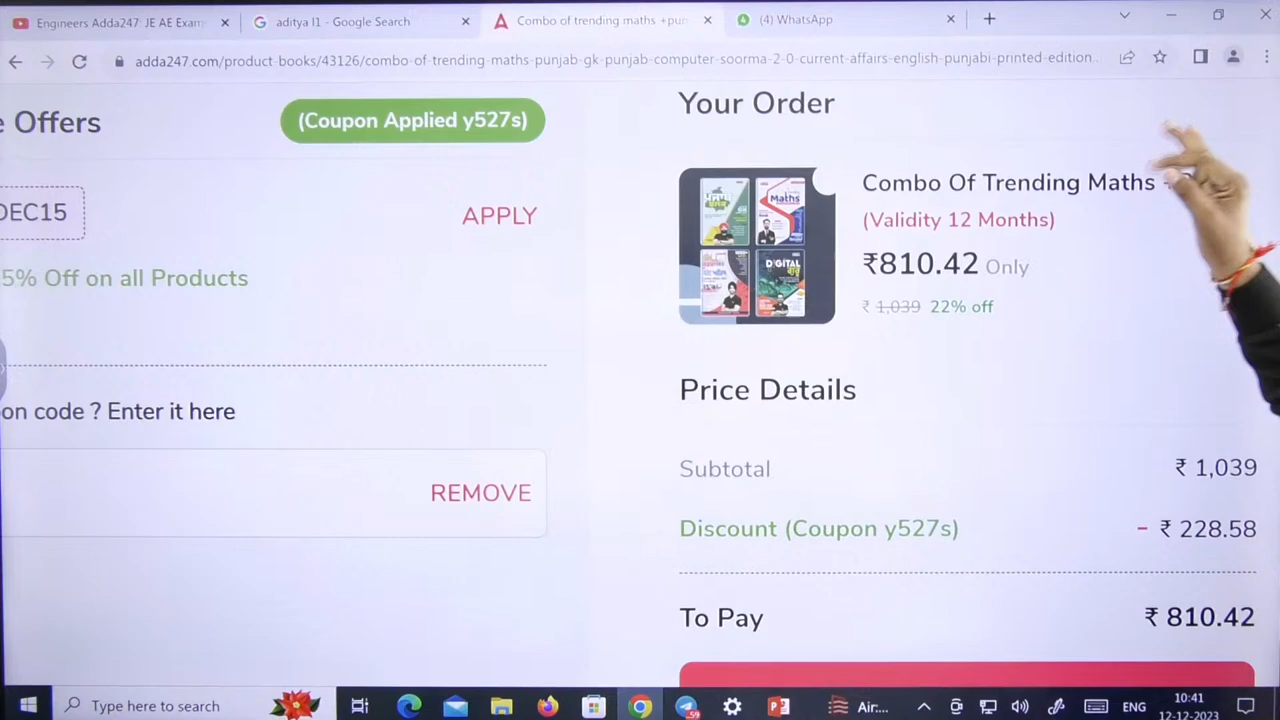 Engineers Adda247: JE AE Exam
aditya l1 - Google Search
Combo of trending maths +pun
(4) WhatsApp
adda247.com/product-books/43126/combo-of-trending-maths-punjab-gk-punjab-computer-soorma-2-0-current-affairs-english-punjabi-printed-edition...
e Offers
(Coupon Applied y527s)
DEC15
APPLY
5% Off on all Products
on code ? Enter it here
REMOVE
Your Order
Maths
DIGITAL
Combo Of Trending Maths
(Validity 12 Months)
₹810.42 Only
₹ 1,039 22% off
Price Details
Subtotal
₹ 1,039
Discount (Coupon y527s)
- ₹ 228.58
To Pay
₹ 810.42
Type here to search
59
Air....
ENG
10:41
12-12-2023